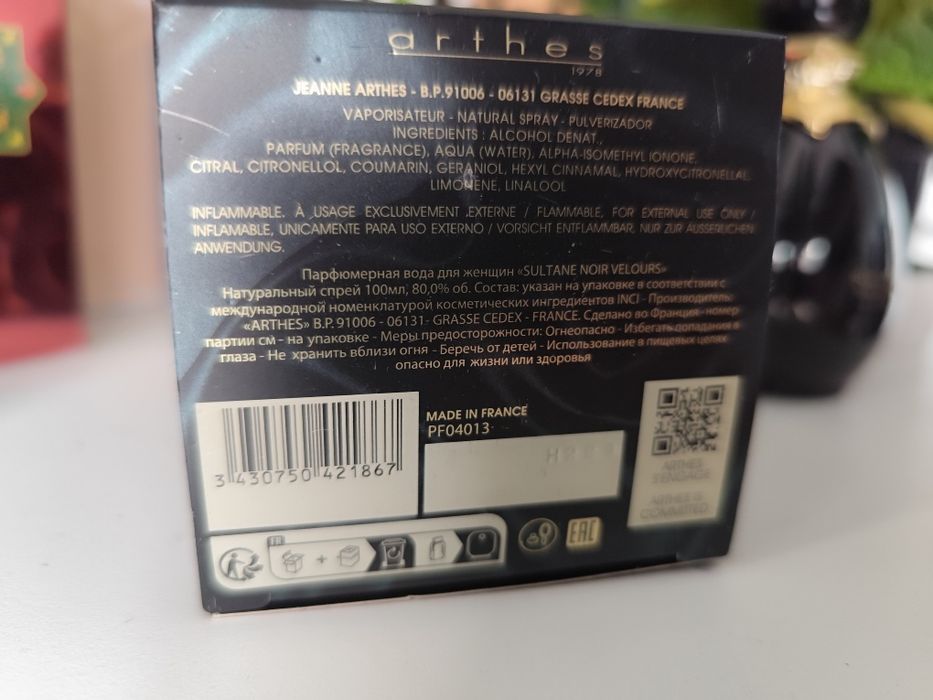 arthes
1978
JEANNE ARTHES - B.P.91006 - 06131 GRASSE CEDEX FRANCE
VAPORISATEUR - NATURAL SPRAY - PULVERIZADOR
INGREDIENTS : ALCOHOL DENAT.,
PARFUM (FRAGRANCE), AQUA (WATER), ALPHA-ISOMETHYL IONONE,
CITRAL, CITRONELLOL, COUMARIN, GERANIOL, HEXYL CINNAMAL, HYDROXYCITRONELLAL,
LIMONENE, LINALOOL
INFLAMMABLE. À USAGE EXCLUSIVEMENT EXTERNE / FLAMMABLE, FOR EXTERNAL USE ONLY /
INFLAMABLE, UNICAMENTE PARA USO EXTERNO / VORSICHT ENTFLAMMBAR, NUR ZUR ÄUSSERLICHEN
ANWENDUNG.
Парфюмерная вода для женщин «SULTANE NOIR VELOURS»
Натуральный спрей 100мл, 80,0% об. Состав: указан на упаковке в соответствии с
международной номенклатурой косметических ингредиентов INCI - Производитель:
«ARTHES» B.P. 91006 - 06131- GRASSE CEDEX - FRANCE. Сделано во Франция- номер
партии см - на упаковке - Меры предосторожности: Огнеопасно - Избегать попадания в
глаза - Не хранить вблизи огня - Беречь от детей - Использование в пищевых целях
опасно для жизни или здоровья
MADE IN FRANCE
PF04013
3 430750 421867
ARTHES
S'ENGAGE
ARTHES IS
COMMITTED
FR
EAC